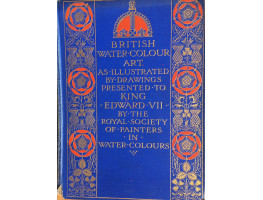 BRITISH
WATER·COLOUR
ART
AS·ILLUSTRATED
BY·DRAWINGS
PRESENTED·TO
KING
·EDWARD·VII·
BY·THE
ROYAL·SOCIETY
OF·PAINTERS
·IN·
WATER·COLOURS